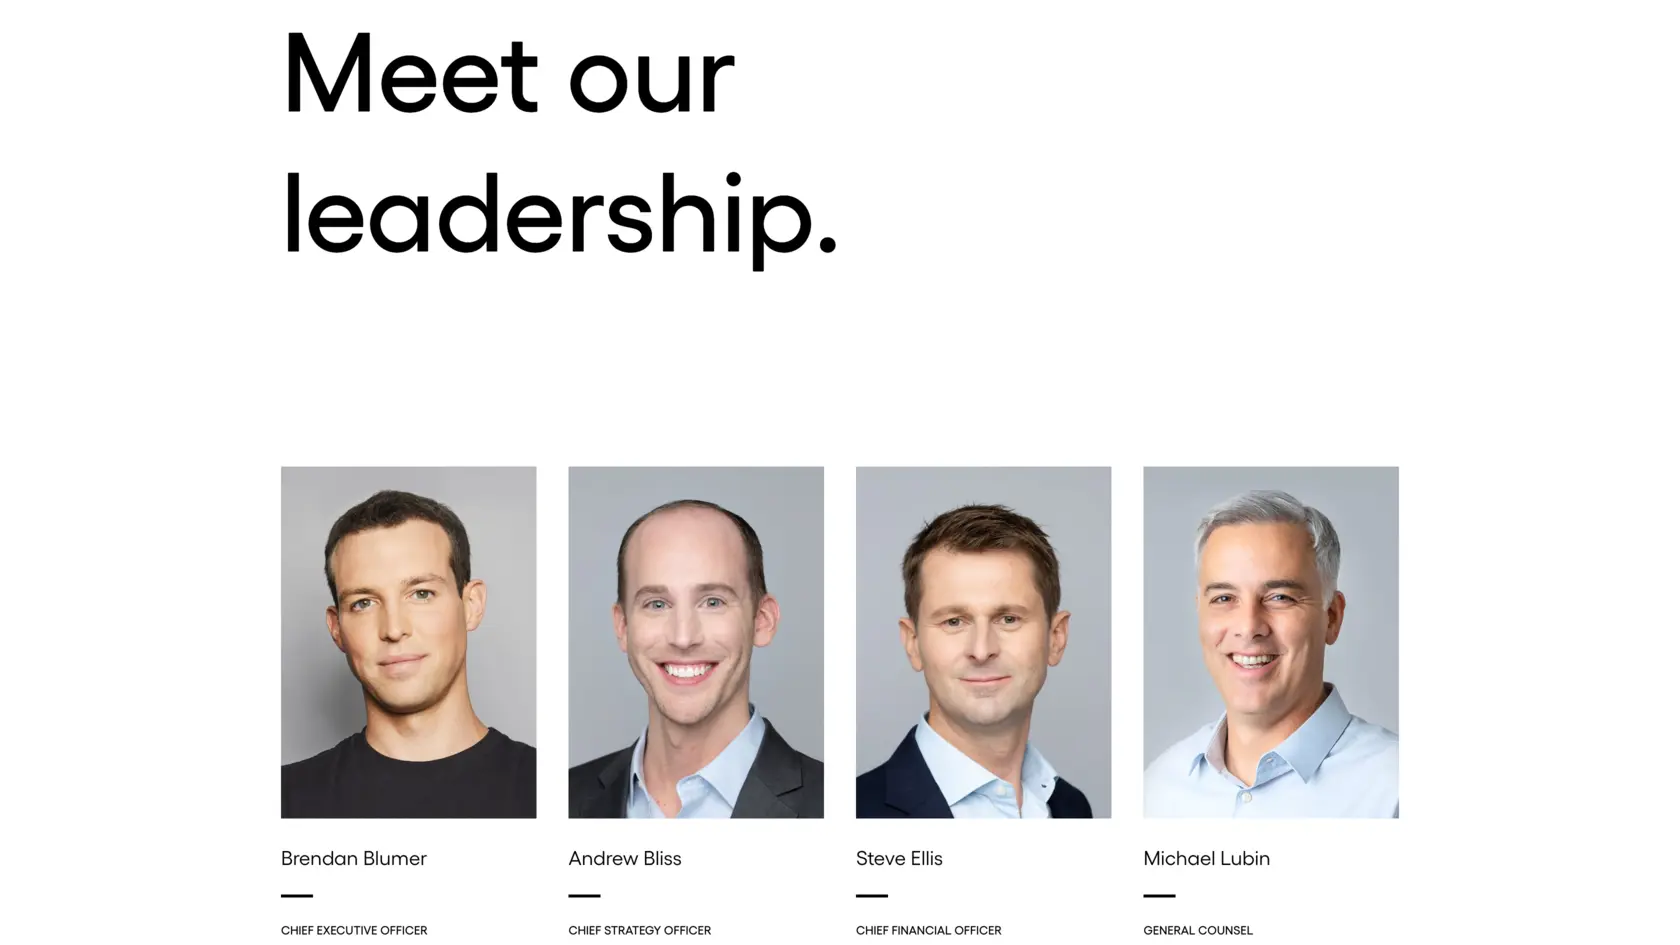 Meet our
leadership.
Brendan Blumer
Andrew Bliss
Steve Ellis
Michael Lubin
CHIEF EXECUTIVE OFFICER
CHIEF STRATEGY OFFICER
CHIEF FINANCIAL OFFICER
GENERAL COUNSEL